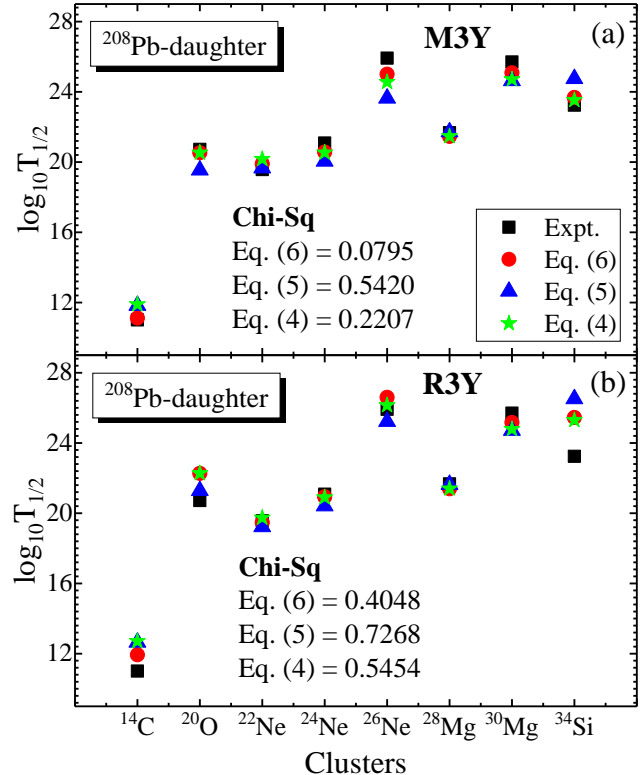 ²⁰⁸Pb-daughter M3Y (a)
28
24
20
16
12
log₁₀T₁/₂
Chi-Sq
Eq. (6) = 0.0795
Eq. (5) = 0.5420
Eq. (4) = 0.2207
Expt.
Eq. (6)
Eq. (5)
Eq. (4)
²⁰⁸Pb-daughter R3Y (b)
28
24
20
16
12
log₁₀T₁/₂
Chi-Sq
Eq. (6) = 0.4048
Eq. (5) = 0.7268
Eq. (4) = 0.5454
¹⁴C ²⁰O ²²Ne ²⁴Ne ²⁶Ne ²⁸Mg ³⁰Mg ³⁴Si
Clusters